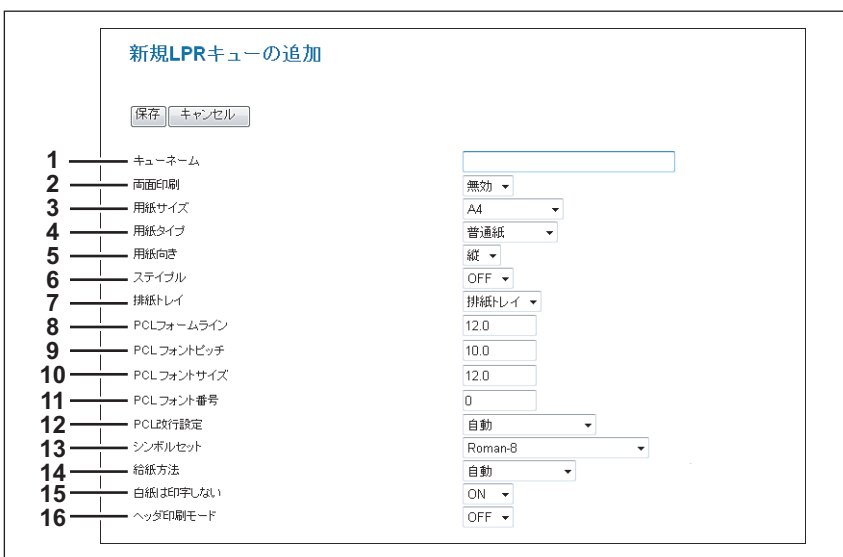 新規LPRキューの追加
保存 キャンセル
1 キューネーム
2 両面印刷 無効
3 用紙サイズ A4
4 用紙タイプ 普通紙
5 用紙向き 縦
6 ステイプル OFF
7 排紙トレイ 排紙トレイ
8 PCLフォームライン 12.0
9 PCLフォントピッチ 10.0
10 PCLフォントサイズ 12.0
11 PCLフォント番号 0
12 PCL改行設定 自動
13 シンボルセット Roman-8
14 給紙方法 自動
15 白紙は印字しない ON
16 ヘッダ印刷モード OFF